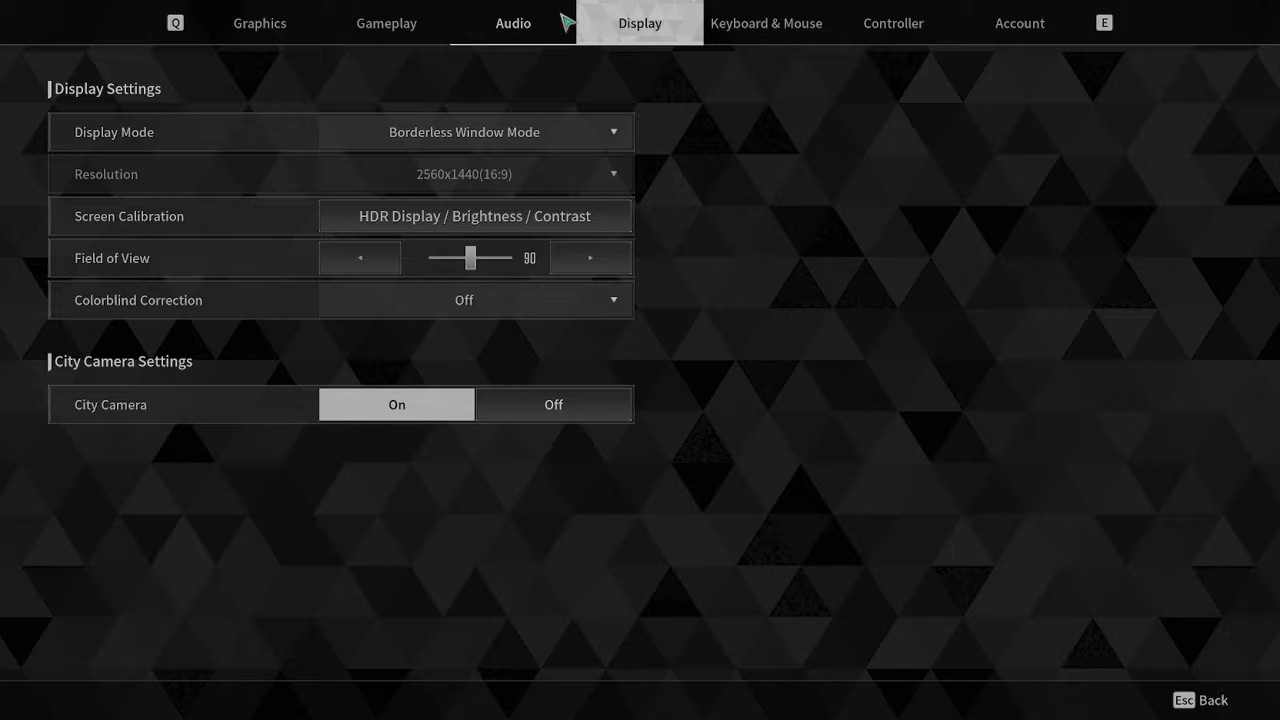 Q Graphics Gameplay Audio Display Keyboard & Mouse Controller Account E
Display Settings
Display Mode Borderless Window Mode
Resolution 2560x1440(16:9)
Screen Calibration HDR Display / Brightness / Contrast
Field of View 90
Colorblind Correction Off
City Camera Settings
City Camera On Off
Esc Back